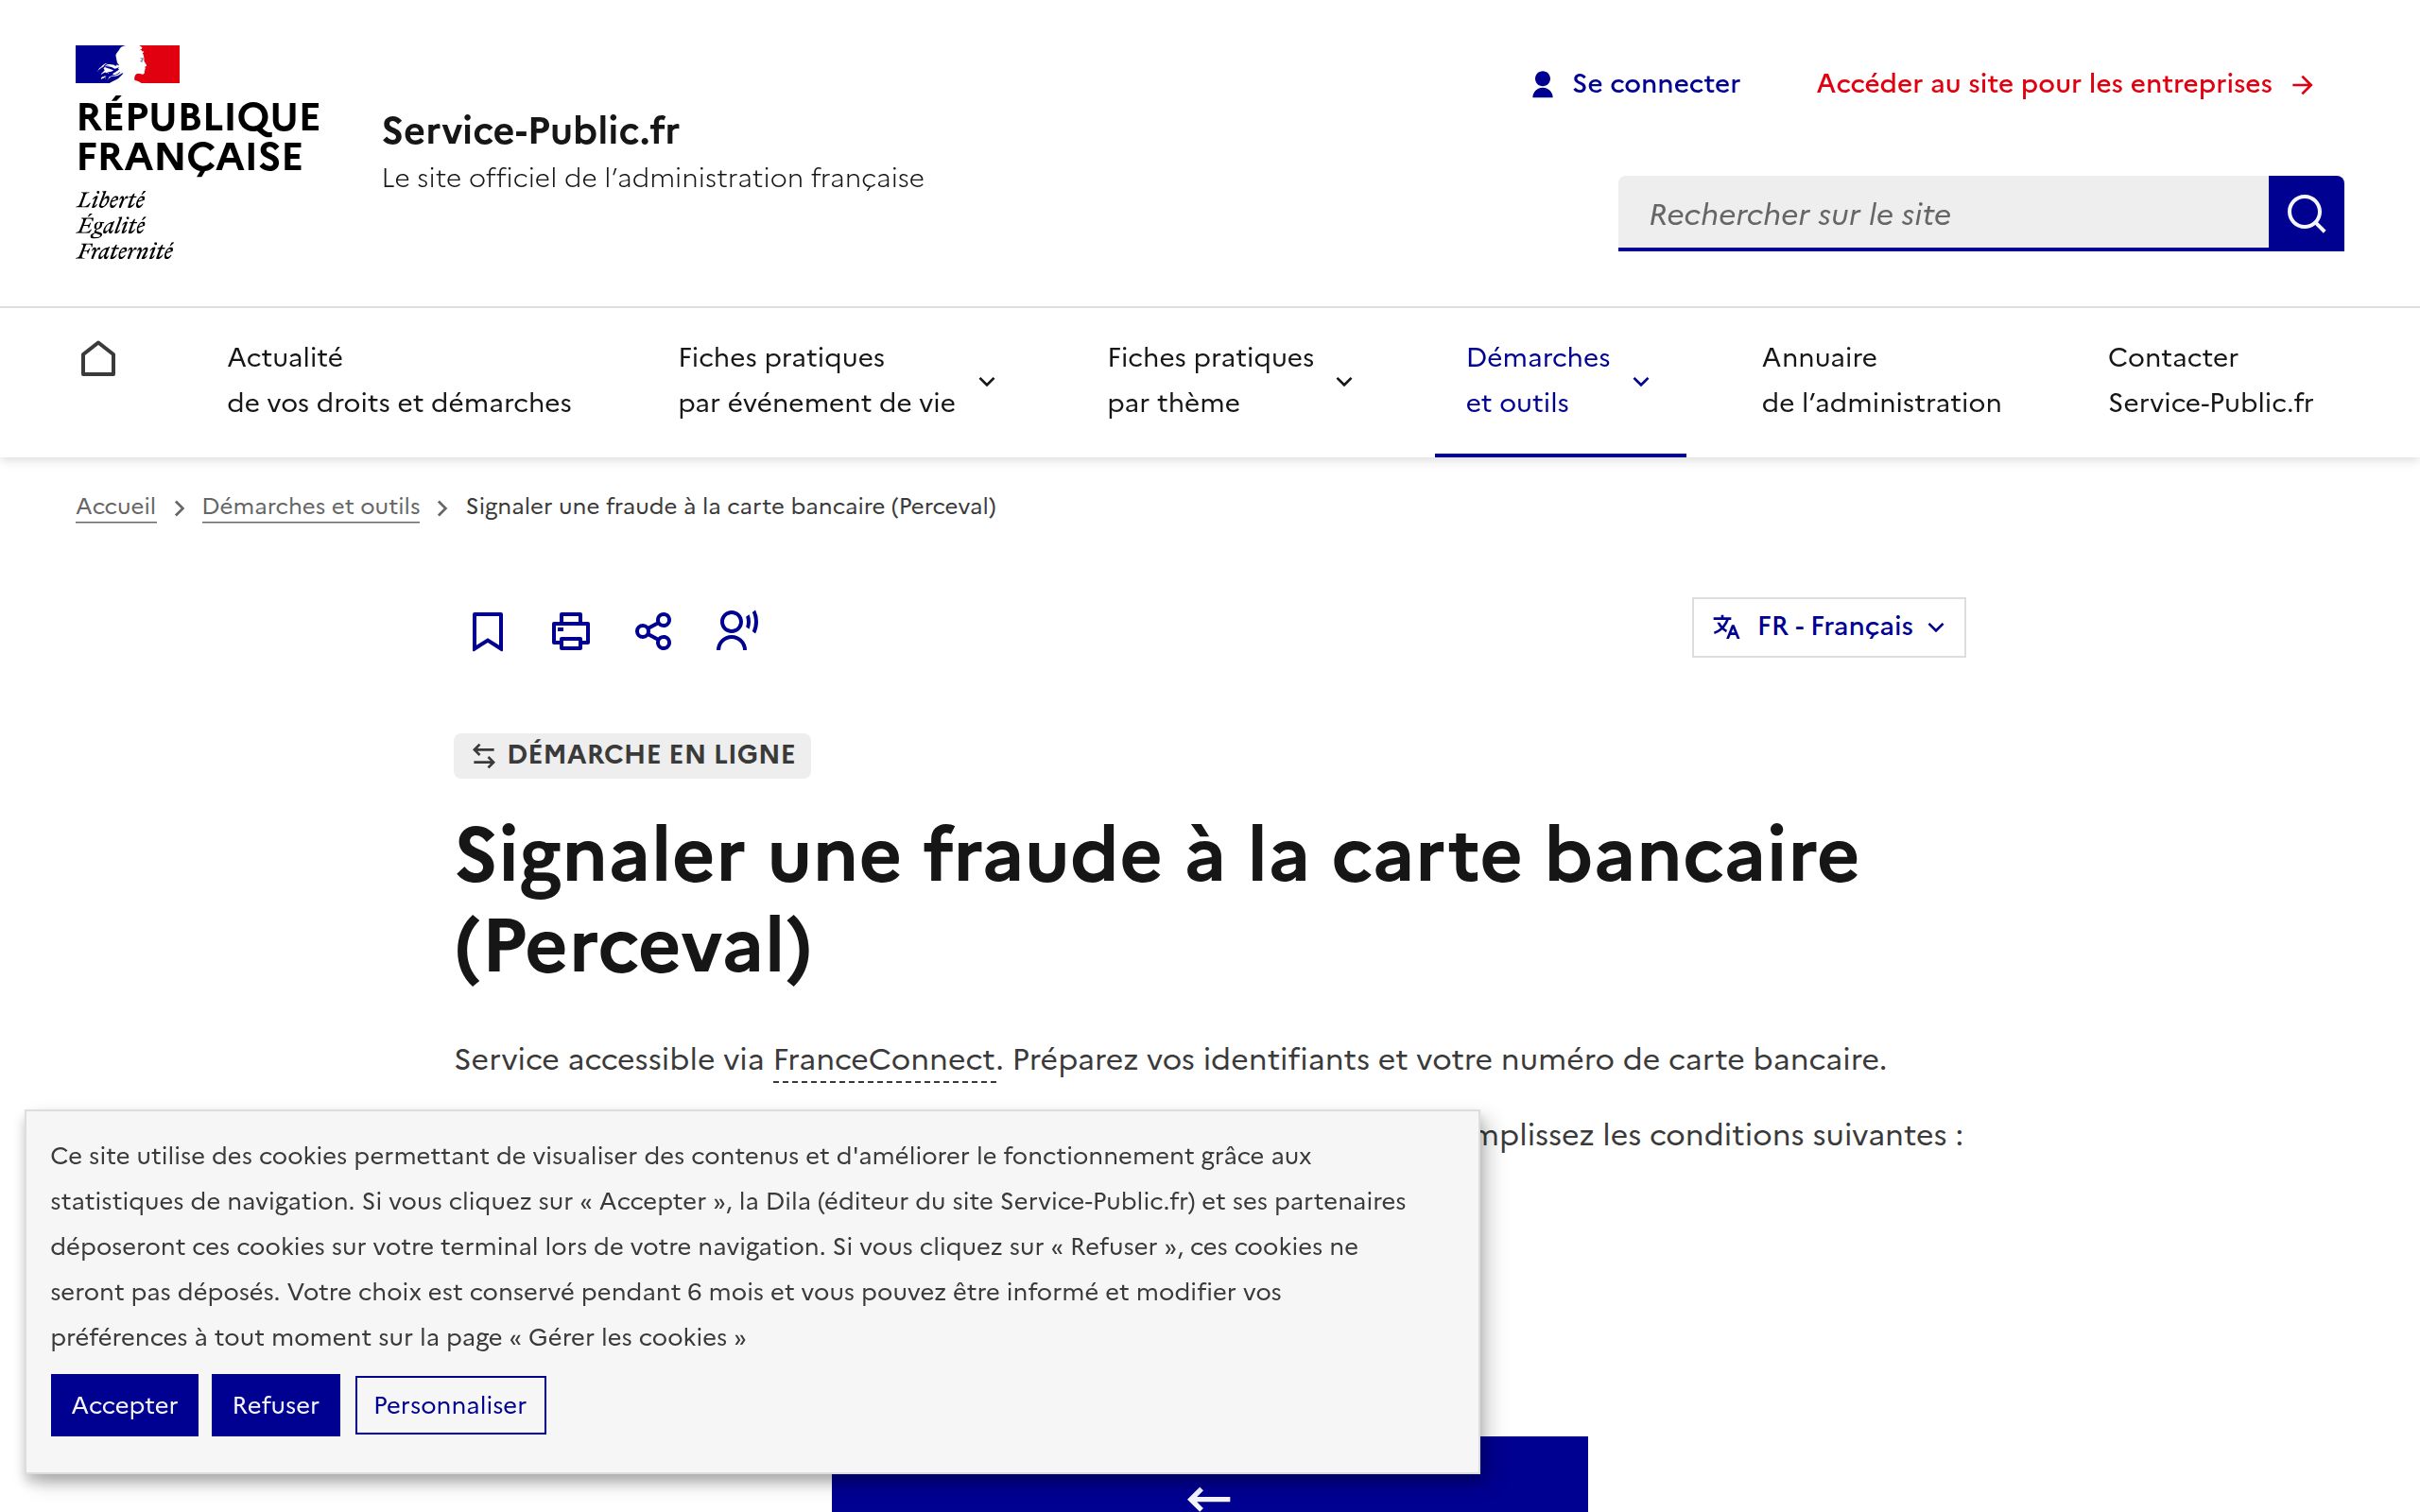 RÉPUBLIQUE
FRANÇAISE
Liberté
Égalité
Fraternité
Service-Public.fr
Le site officiel de l’administration française
Se connecter
Accéder au site pour les entreprises
Rechercher sur le site
Actualité
de vos droits et démarches
Fiches pratiques
par événement de vie
Fiches pratiques
par thème
Démarches
et outils
Annuaire
de l’administration
Contacter
Service-Public.fr
Accueil
Démarches et outils
Signaler une fraude à la carte bancaire (Perceval)
FR - Français
DÉMARCHE EN LIGNE
Signaler une fraude à la carte bancaire
(Perceval)
Service accessible via FranceConnect. Préparez vos identifiants et votre numéro de carte bancaire.
les conditions suivantes :
Ce site utilise des cookies permettant de visualiser des contenus et d'améliorer le fonctionnement grâce aux
statistiques de navigation. Si vous cliquez sur « Accepter », la Dila (éditeur du site Service-Public.fr) et ses partenaires
déposeront ces cookies sur votre terminal lors de votre navigation. Si vous cliquez sur « Refuser », ces cookies ne
seront pas déposés. Votre choix est conservé pendant 6 mois et vous pouvez être informé et modifier vos
préférences à tout moment sur la page « Gérer les cookies »
Accepter
Refuser
Personnaliser